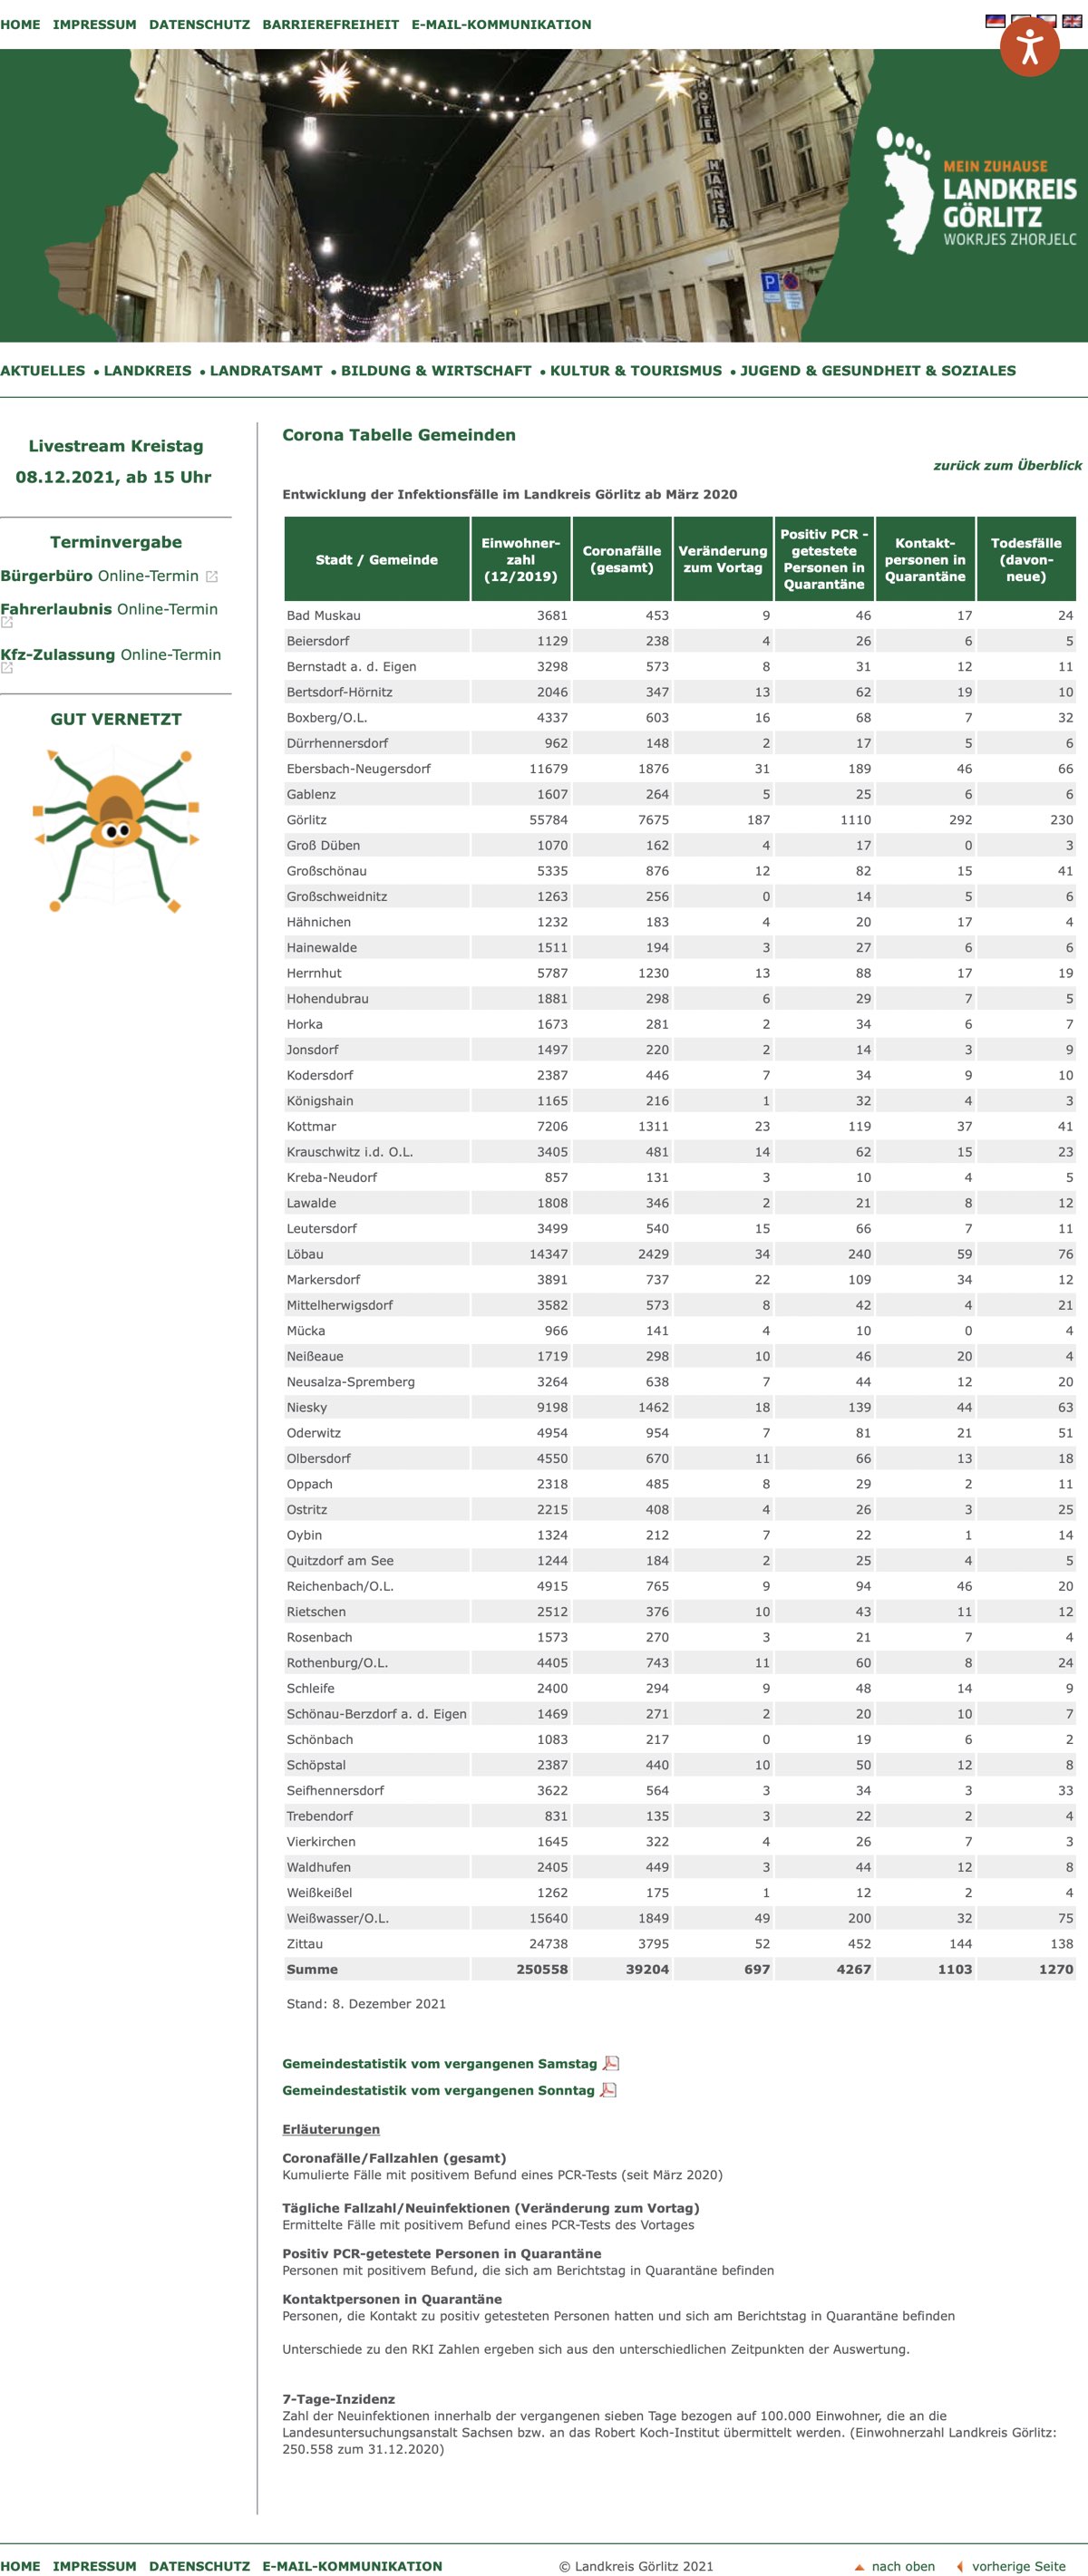 HOME IMPRESSUM DATENSCHUTZ BARRIEREFREIHEIT E-MAIL-KOMMUNIKATION
HOTEL
HANSA
P
MEIN ZUHAUSE
LANDKREIS
GÖRLITZ
WOKRJES ZHORJELC
AKTUELLES • LANDKREIS • LANDRATSAMT • BILDUNG & WIRTSCHAFT • KULTUR & TOURISMUS • JUGEND & GESUNDHEIT & SOZIALES
Livestream Kreistag
08.12.2021, ab 15 Uhr
Terminvergabe
Bürgerbüro Online-Termin
Fahrerlaubnis Online-Termin
Kfz-Zulassung Online-Termin
GUT VERNETZT
Corona Tabelle Gemeinden
zurück zum Überblick
Entwicklung der Infektionsfälle im Landkreis Görlitz ab März 2020
Stadt / Gemeinde Einwohner-zahl (12/2019) Coronafälle (gesamt) Veränderung zum Vortag Positiv PCR - getestete Personen in Quarantäne Kontakt-personen in Quarantäne Todesfälle (davon-neue)
Bad Muskau 3681 453 9 46 17 24
Beiersdorf 1129 238 4 26 6 5
Bernstadt a. d. Eigen 3298 573 8 31 12 11
Bertsdorf-Hörnitz 2046 347 13 62 19 10
Boxberg/O.L. 4337 603 16 68 7 32
Dürrhennersdorf 962 148 2 17 5 6
Ebersbach-Neugersdorf 11679 1876 31 189 46 66
Gablenz 1607 264 5 25 6 6
Görlitz 55784 7675 187 1110 292 230
Groß Düben 1070 162 4 17 0 3
Großschönau 5335 876 12 82 15 41
Großschweidnitz 1263 256 0 14 5 6
Hähnichen 1232 183 4 20 17 4
Hainewalde 1511 194 3 27 6 6
Herrnhut 5787 1230 13 88 17 19
Hohendubrau 1881 298 6 29 7 5
Horka 1673 281 2 34 6 7
Jonsdorf 1497 220 2 14 3 9
Kodersdorf 2387 446 7 34 9 10
Königshain 1165 216 1 32 4 3
Kottmar 7206 1311 23 119 37 41
Krauschwitz i.d. O.L. 3405 481 14 62 15 23
Kreba-Neudorf 857 131 3 10 4 5
Lawalde 1808 346 2 21 8 12
Leutersdorf 3499 540 15 66 7 11
Löbau 14347 2429 34 240 59 76
Markersdorf 3891 737 22 109 34 12
Mittelherwigsdorf 3582 573 8 42 4 21
Mücka 966 141 4 10 0 4
Neißeaue 1719 298 10 46 20 4
Neusalza-Spremberg 3264 638 7 44 12 20
Niesky 9198 1462 18 139 44 63
Oderwitz 4954 954 7 81 21 51
Olbersdorf 4550 670 11 66 13 18
Oppach 2318 485 8 29 2 11
Ostritz 2215 408 4 26 3 25
Oybin 1324 212 7 22 1 14
Quitzdorf am See 1244 184 2 25 4 5
Reichenbach/O.L. 4915 765 9 94 46 20
Rietschen 2512 376 10 43 11 12
Rosenbach 1573 270 3 21 7 4
Rothenburg/O.L. 4405 743 11 60 8 24
Schleife 2400 294 9 48 14 9
Schönau-Berzdorf a. d. Eigen 1469 271 2 20 10 7
Schönbach 1083 217 0 19 6 2
Schöpstal 2387 440 10 50 12 8
Seifhennersdorf 3622 564 3 34 3 33
Trebendorf 831 135 3 22 2 4
Vierkirchen 1645 322 4 26 7 3
Waldhufen 2405 449 3 44 12 8
Weißkeißel 1262 175 1 12 2 4
Weißwasser/O.L. 15640 1849 49 200 32 75
Zittau 24738 3795 52 452 144 138
Summe 250558 39204 697 4267 1103 1270
Stand: 8. Dezember 2021
Gemeindestatistik vom vergangenen Samstag
Gemeindestatistik vom vergangenen Sonntag
Erläuterungen
Coronafälle/Fallzahlen (gesamt)
Kumulierte Fälle mit positivem Befund eines PCR-Tests (seit März 2020)
Tägliche Fallzahl/Neuinfektionen (Veränderung zum Vortag)
Ermittelte Fälle mit positivem Befund eines PCR-Tests des Vortages
Positiv PCR-getestete Personen in Quarantäne
Personen mit positivem Befund, die sich am Berichtstag in Quarantäne befinden
Kontaktpersonen in Quarantäne
Personen, die Kontakt zu positiv getesteten Personen hatten und sich am Berichtstag in Quarantäne befinden
Unterschiede zu den RKI Zahlen ergeben sich aus den unterschiedlichen Zeitpunkten der Auswertung.
7-Tage-Inzidenz
Zahl der Neuinfektionen innerhalb der vergangenen sieben Tage bezogen auf 100.000 Einwohner, die an die
Landesuntersuchungsanstalt Sachsen bzw. an das Robert Koch-Institut übermittelt werden. (Einwohnerzahl Landkreis Görlitz:
250.558 zum 31.12.2020)
HOME IMPRESSUM DATENSCHUTZ E-MAIL-KOMMUNIKATION © Landkreis Görlitz 2021 nach oben vorherige Seite